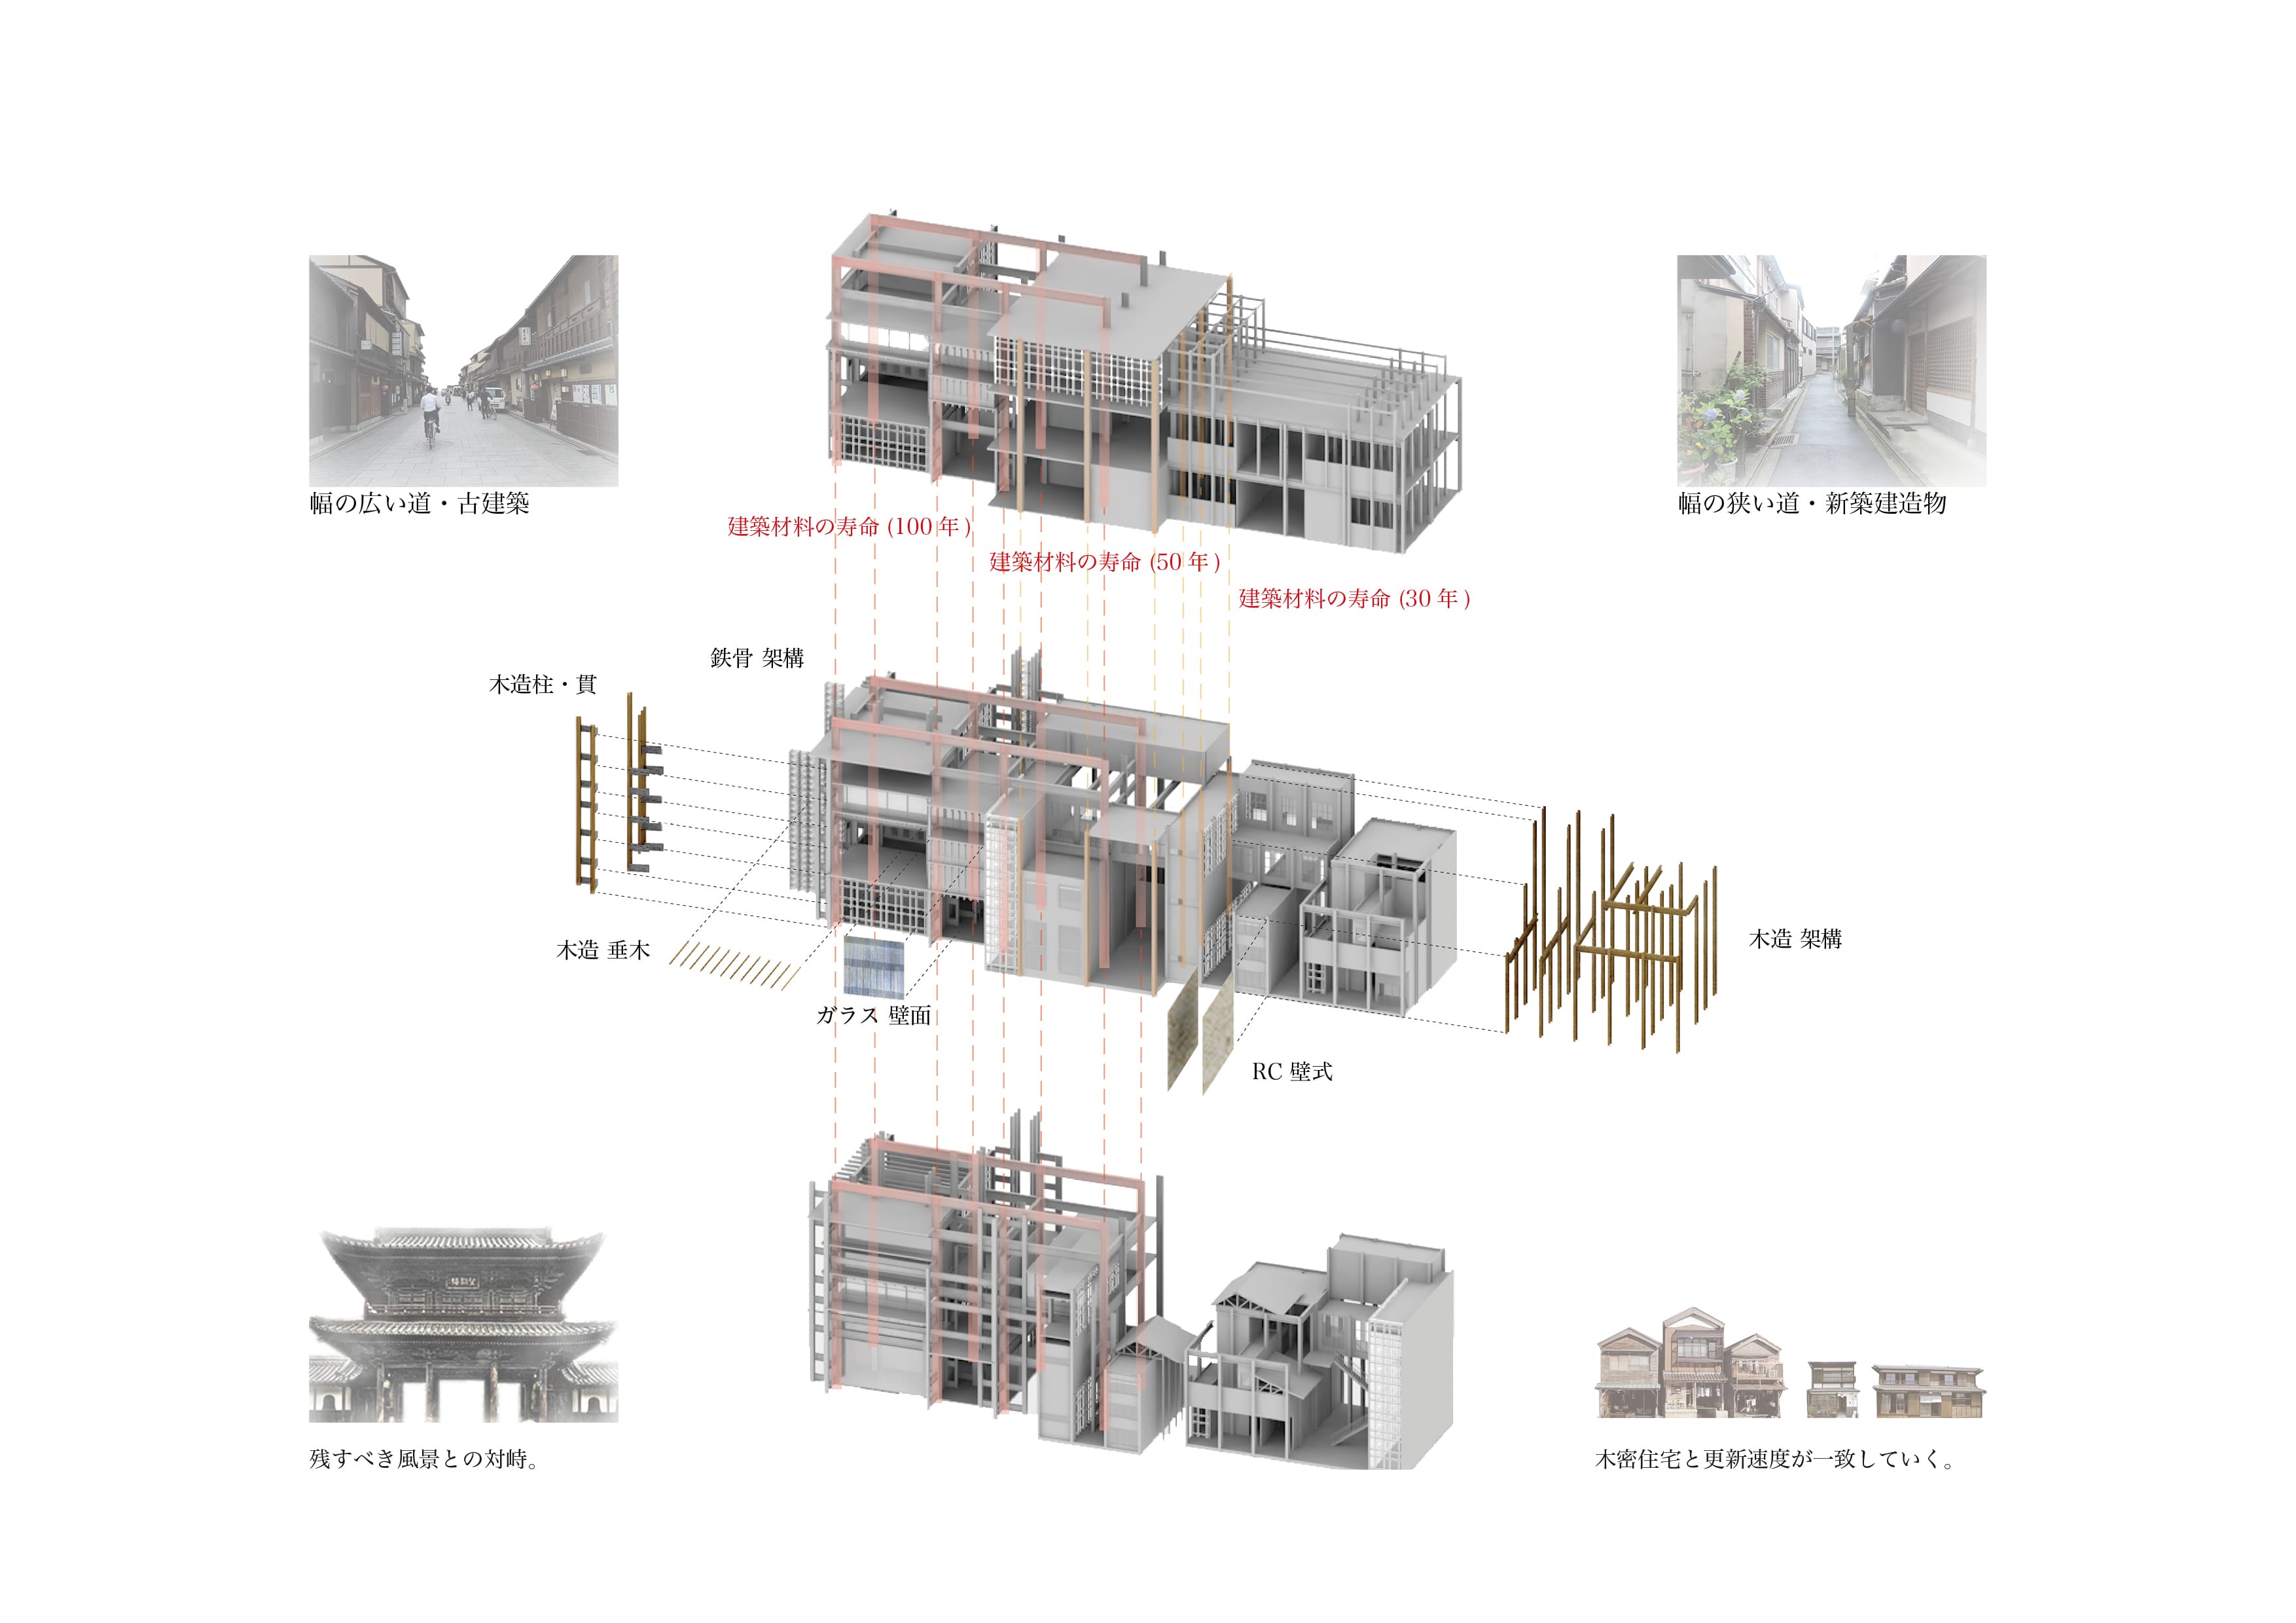 幅の広い道・古建築
幅の狭い道・新築建造物
建築材料の寿命 (100 年 )
建築材料の寿命 (50 年 )
建築材料の寿命 (30 年 )
鉄骨 架構
木造柱・貫
木造 架構
木造 垂木
ガラス 壁面
RC 壁式
残すべき風景との対峙。
木密住宅と更新速度が一致していく。